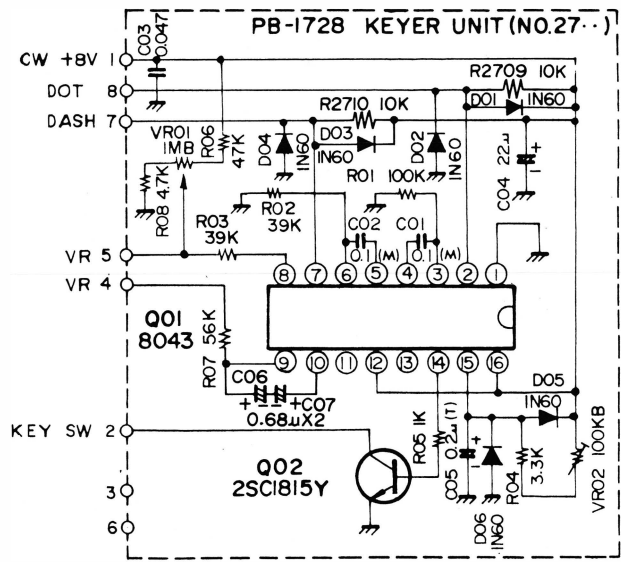 PB-1728 KEYER UNIT (NO.27··)
C03
0.047
CW +8V 1
DOT 8
DASH 7
R2709 10K
D01 1N60
R2710 10K
D03
1N60
VR01
1MB
R06
47K
D04
1N60
D02
1N60
R01 100K
C04 22μ
+
R08 4.7K
R02
39K
C02
0.1 (M)
C01
0.1 (M)
R03
39K
VR 5
VR 4
8 7 6 5 4 3 2 1
Q01
8043
R07 56K
9 10 11 12 13 14 15 16
C06
+ − − + C07
0.68μX2
D05
1N60
KEY SW 2
R05 1K
C05 0.2μ(T)
+
R04
3.3K
VR02 100KB
Q02
2SC1815Y
D06
1N60
3
6